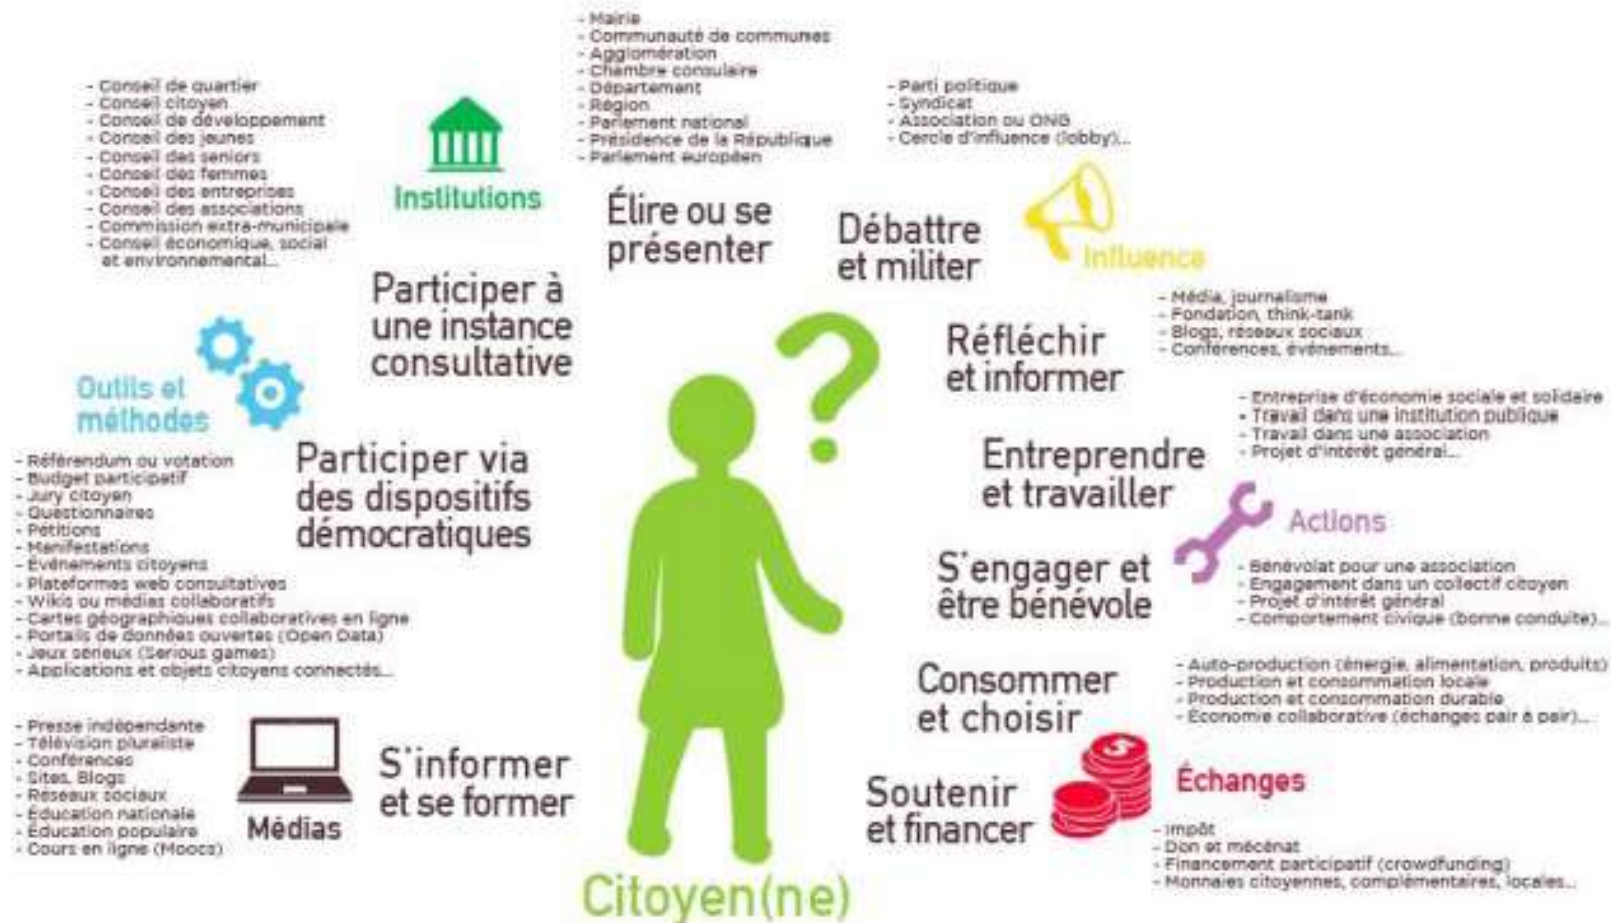 - Mairie
- Communauté de communes
- Agglomération
- Chambre consulaire
- Département
- Région
- Parlement national
- Présidence de la République
- Parlement européen
Élire ou se
présenter
- Conseil de quartier
- Conseil citoyen
- Conseil de développement
- Conseil des jeunes
- Conseil des seniors
- Conseil des femmes
- Conseil des entreprises
- Conseil des associations
- Commission extra-municipale
- Conseil économique, social
et environnemental...
Institutions
Participer à
une instance
consultative
- Parti politique
- Syndicat
- Association ou ONG
- Cercle d'influence (lobby)...
Débattre
et militer
Influence
Réfléchir
et informer
- Média, journalisme
- Fondation, think-tank
- Blogs, réseaux sociaux
- Conférences, événements...
Outils et
méthodes
Participer via
des dispositifs
démocratiques
- Référendum ou votation
- Budget participatif
- Jury citoyen
- Questionnaires
- Pétitions
- Manifestations
- Événements citoyens
- Plateformes web consultatives
- Wikis ou médias collaboratifs
- Cartes géographiques collaboratives en ligne
- Portails de données ouvertes (Open Data)
- Jeux sérieux (Serious games)
- Applications et objets citoyens connectés...
Entreprendre
et travailler
- Entreprise d'économie sociale et solidaire
- Travail dans une institution publique
- Travail dans une association
- Projet d'intérêt général...
Actions
S'engager et
être bénévole
- Bénévolat pour une association
- Engagement dans un collectif citoyen
- Projet d'intérêt général
- Comportement civique (bonne conduite)...
Consommer
et choisir
- Auto-production (énergie, alimentation, produits)
- Production et consommation locale
- Production et consommation durable
- Économie collaborative (échanges pair à pair)...
- Presse indépendante
- Télévision pluraliste
- Conférences
- Sites, Blogs
- Réseaux sociaux
- Éducation nationale
- Éducation populaire
- Cours en ligne (Moocs)
Médias
S'informer
et se former
Soutenir
et financer
$
Échanges
- Impôt
- Don et mécénat
- Financement participatif (crowdfunding)
- Monnaies citoyennes, complémentaires, locales...
?
Citoyen(ne)